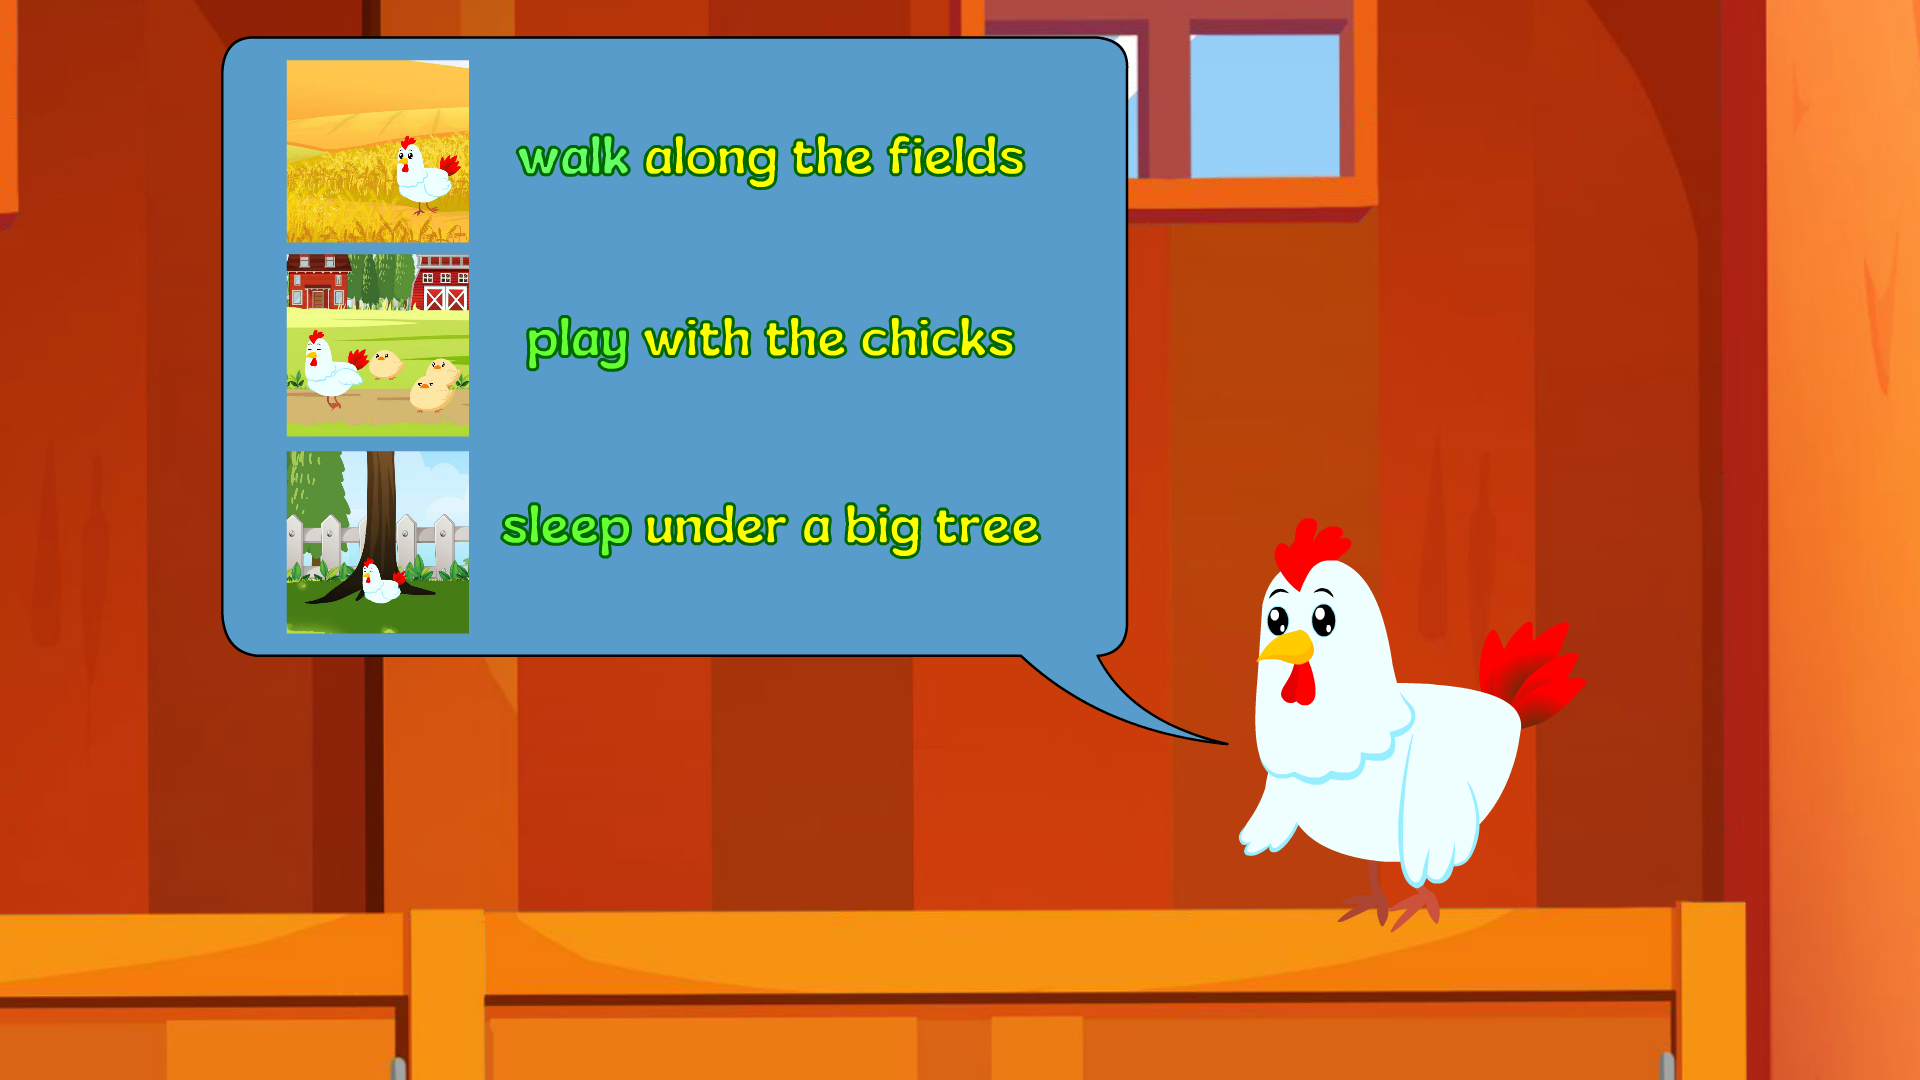 walk along the fields
play with the chicks
sleep under a big tree